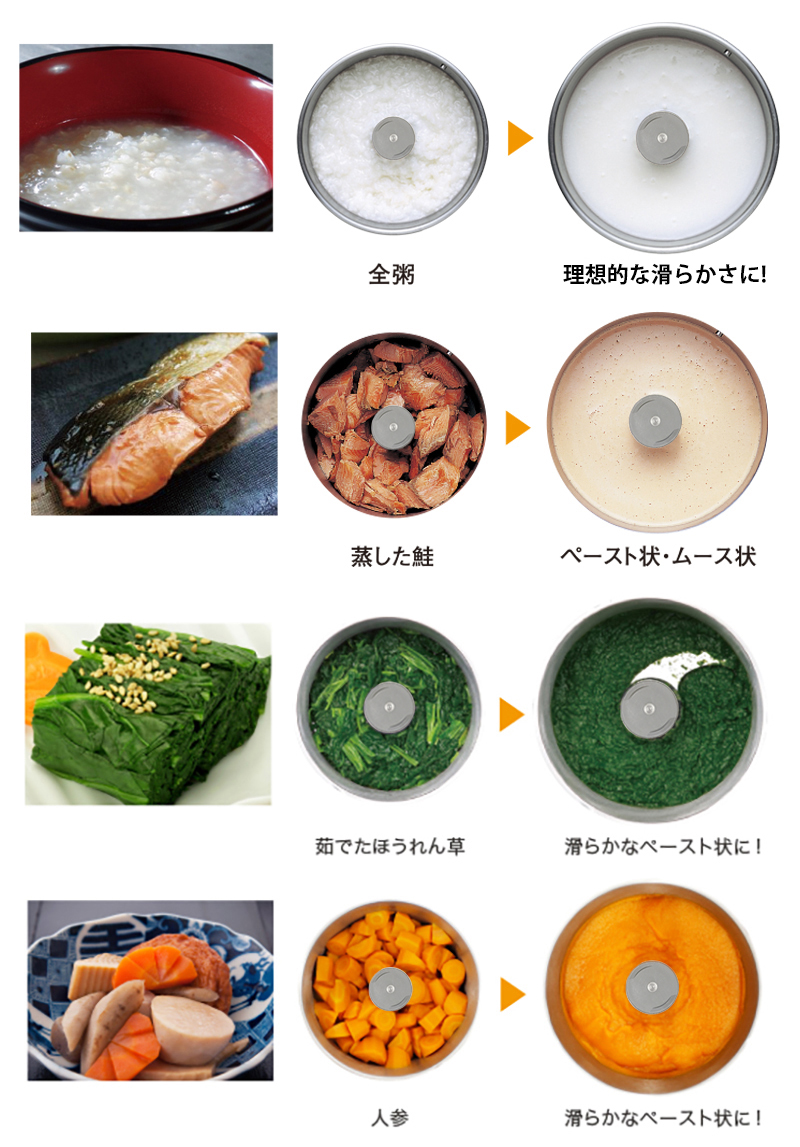 全粥
理想的な滑らかさに!
蒸した鮭
ペースト状・ムース状
茹でたほうれん草
滑らかなペースト状に!
人参
滑らかなペースト状に!